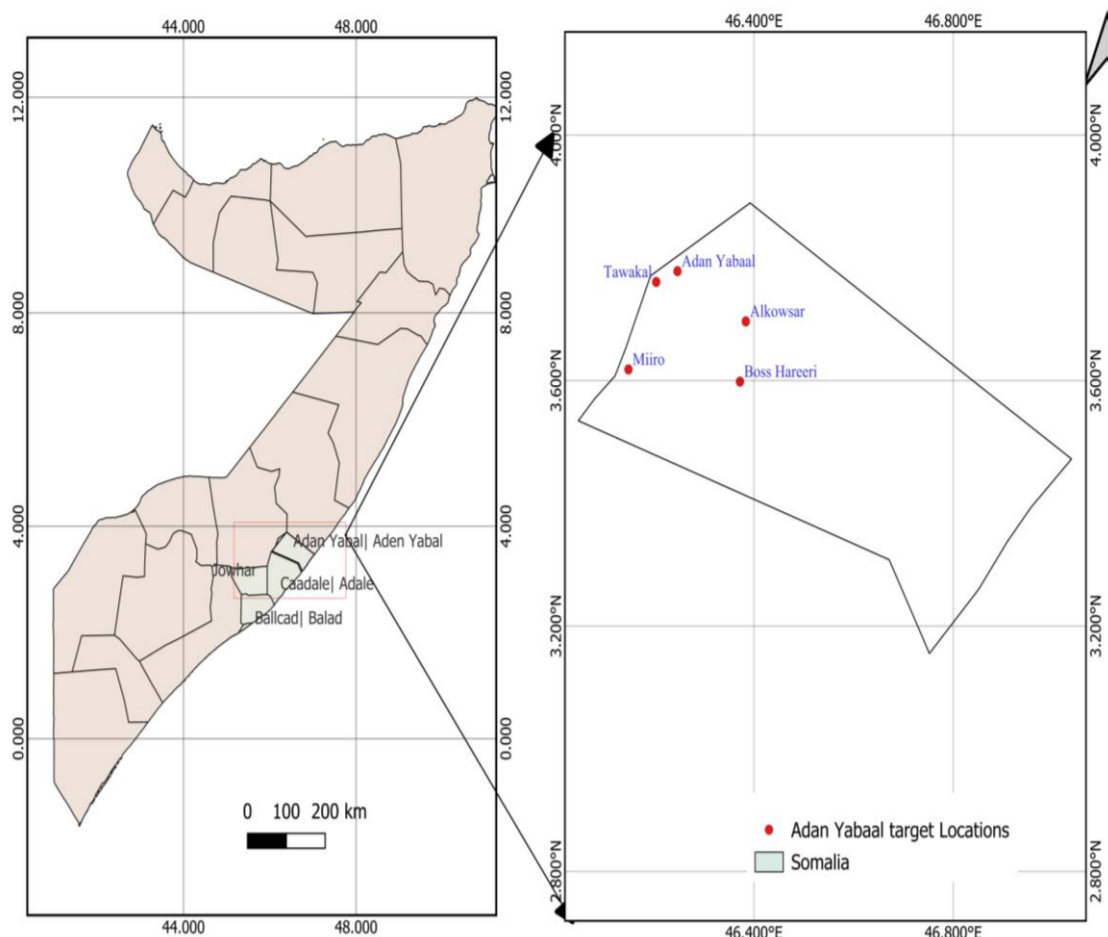 44.000 48.000
12.000 12.000
8.000 8.000
4.000 4.000
0.000 0.000
Adan Yabal| Aden Yabal
Jowhar
Caadale| Adale
Ballcad| Balad
0 100 200 km
44.000 48.000
46.400°E 46.800°E
4.000°N 4.000°N
3.600°N 3.600°N
3.200°N 3.200°N
2.800°N 2.800°N
Adan Yabaal
Tawakal
Alkowsar
Miiro
Boss Hareeri
Adan Yabaal target Locations
Somalia
46.400°E 46.800°E